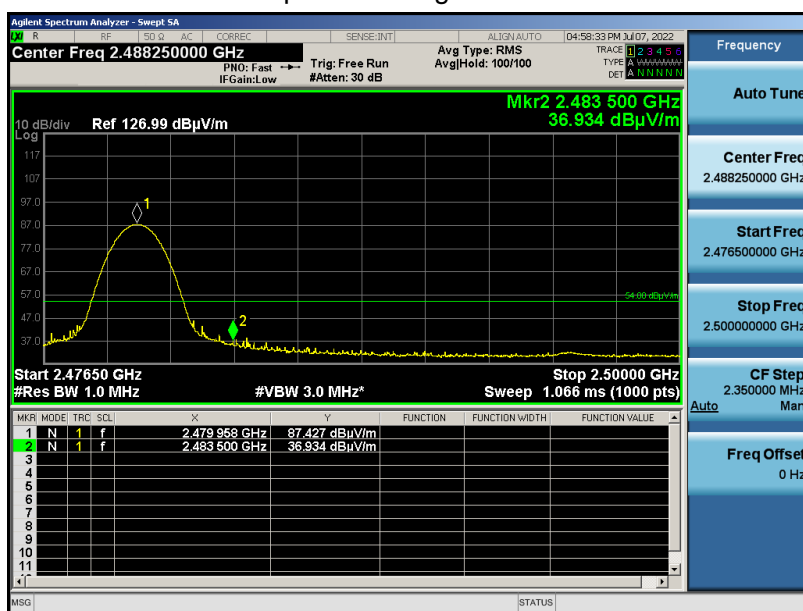 Agilent Spectrum Analyzer - Swept SA
LXI R RF 50 Ω AC CORREC SENSE:INT ALIGNAUTO 04:58:33 PM Jul 07, 2022
Center Freq 2.488250000 GHz
PNO: Fast
IFGain:Low
Trig: Free Run
#Atten: 30 dB
Avg Type: RMS
Avg|Hold: 100/100
TRACE 1 2 3 4 5 6
TYPE A
DET A N N N N N
Mkr2 2.483 500 GHz
36.934 dBµV/m
10 dB/div Ref 126.99 dBµV/m
Log
117
107
97.0
87.0
77.0
67.0
57.0
47.0
37.0
1
2
54.00 dBµV/m
Start 2.47650 GHz Stop 2.50000 GHz
#Res BW 1.0 MHz #VBW 3.0 MHz* Sweep 1.066 ms (1000 pts)
MKR MODE TRC SCL X Y FUNCTION FUNCTION WIDTH FUNCTION VALUE
1 N 1 f 2.479 958 GHz 87.427 dBµV/m
2 N 1 f 2.483 500 GHz 36.934 dBµV/m
3
4
5
6
7
8
9
10
11
MSG STATUS
Frequency
Auto Tune
Center Freq
2.488250000 GHz
Start Freq
2.476500000 GHz
Stop Freq
2.500000000 GHz
CF Step
2.350000 MHz
Auto Man
Freq Offset
0 Hz